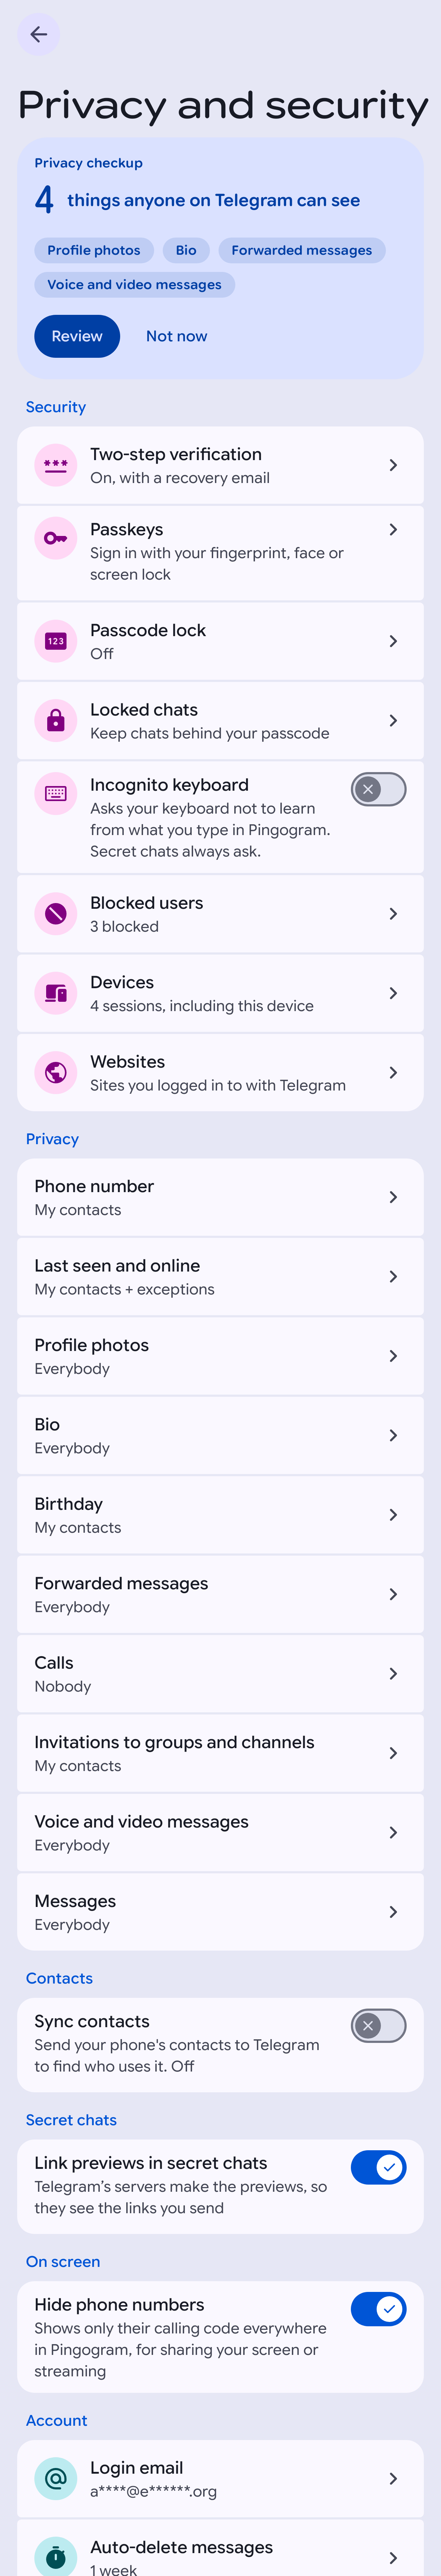 Privacy and security
Privacy checkup
4 things anyone on Telegram can see
Profile photos Bio Forwarded messages
Voice and video messages
Review Not now
Security
Two-step verification
On, with a recovery email
Passkeys
Sign in with your fingerprint, face or
screen lock
123
Passcode lock
Off
Locked chats
Keep chats behind your passcode
Incognito keyboard
Asks your keyboard not to learn
from what you type in Pingogram.
Secret chats always ask.
Blocked users
3 blocked
Devices
4 sessions, including this device
Websites
Sites you logged in to with Telegram
Privacy
Phone number
My contacts
Last seen and online
My contacts + exceptions
Profile photos
Everybody
Bio
Everybody
Birthday
My contacts
Forwarded messages
Everybody
Calls
Nobody
Invitations to groups and channels
My contacts
Voice and video messages
Everybody
Messages
Everybody
Contacts
Sync contacts
Send your phone's contacts to Telegram
to find who uses it. Off
Secret chats
Link previews in secret chats
Telegram’s servers make the previews, so
they see the links you send
On screen
Hide phone numbers
Shows only their calling code everywhere
in Pingogram, for sharing your screen or
streaming
Account
Login email
a****@e******.org
Auto-delete messages
1 week